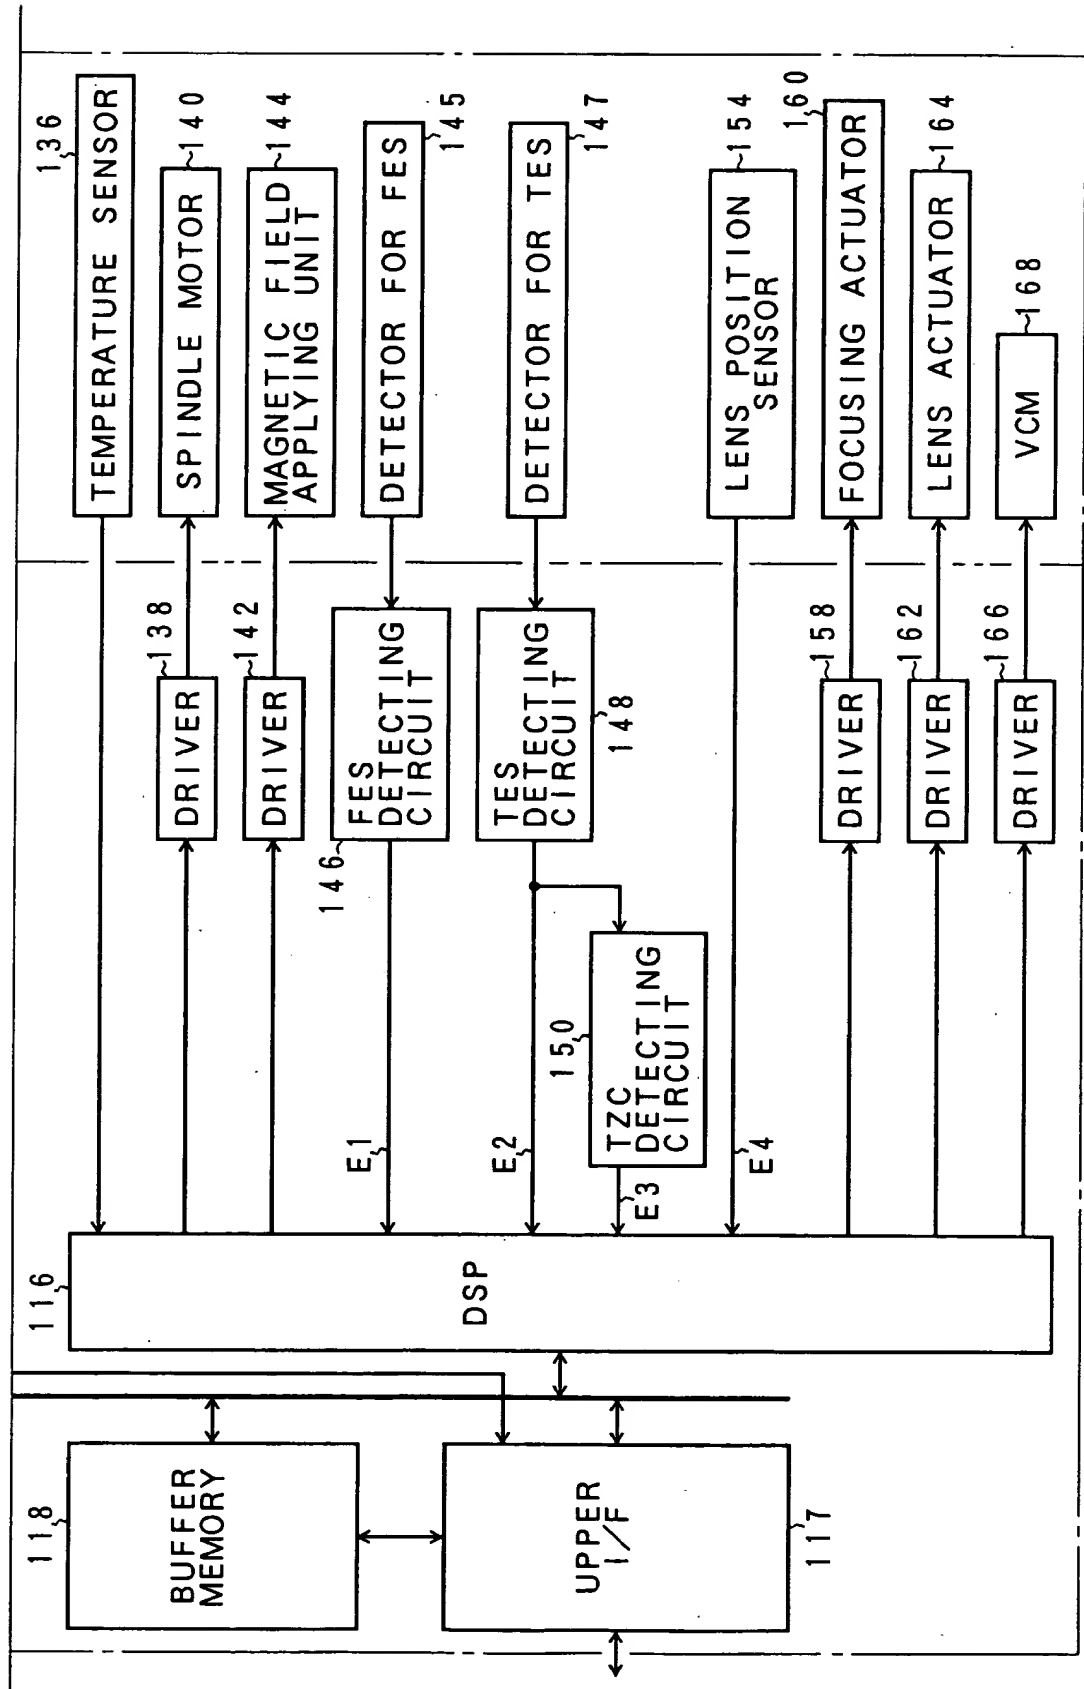 118
BUFFER
MEMORY
UPPER
I/F
117
116
DSP
E1
E2
E3
E4
150
TZC
DETECTING
CIRCUIT
138
DRIVER
142
DRIVER
146
FES
DETECTING
CIRCUIT
TES
DETECTING
CIRCUIT
148
158
DRIVER
162
DRIVER
166
DRIVER
136
TEMPERATURE SENSOR
SPINDLE MOTOR
140
MAGNETIC FIELD
APPLYING UNIT
144
DETECTOR FOR FES
145
DETECTOR FOR TES
147
LENS POSITION
SENSOR
154
FOCUSING ACTUATOR
160
LENS ACTUATOR
164
VCM
168